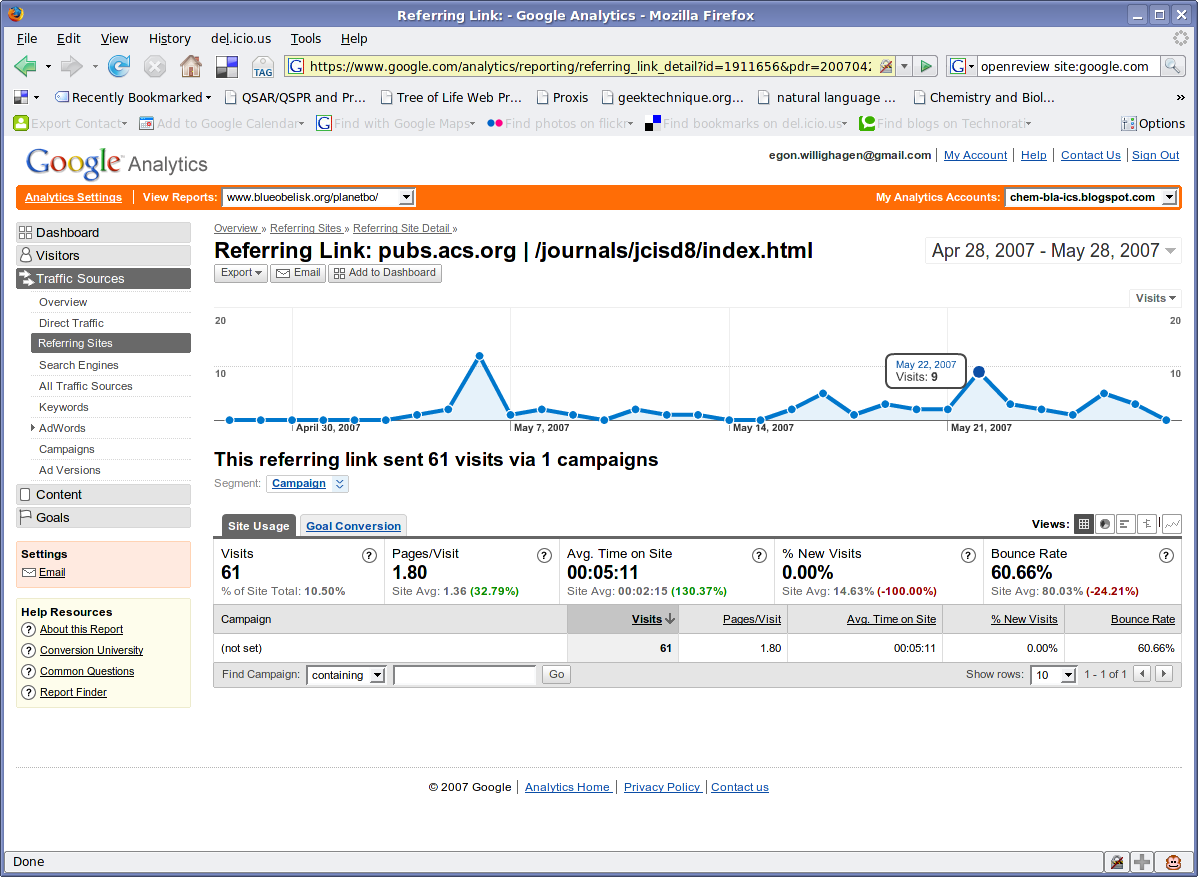 Referring Link: - Google Analytics - Mozilla Firefox
File Edit View History del.icio.us Tools Help
TAG G https://www.google.com/analytics/reporting/referring_link_detail?id=1911656&pdr=2007042 G openreview site:google.com
Recently Bookmarked QSAR/QSPR and Pr... Tree of Life Web Pr... Proxis geektechnique.org... natural language ... Chemistry and Biol... »
Export Contact Add to Google Calendar Find with Google Maps Find photos on flickr Find bookmarks on del.icio.us Find blogs on Technorati Options
Google Analytics
egon.willighagen@gmail.com My Account Help Contact Us Sign Out
Analytics Settings View Reports: www.blueobelisk.org/planetbo/ My Analytics Accounts: chem-bla-ics.blogspot.com
Dashboard
Visitors
Traffic Sources
Overview
Direct Traffic
Referring Sites
Search Engines
All Traffic Sources
Keywords
AdWords
Campaigns
Ad Versions
Content
Goals
Settings
Email
Help Resources
? About this Report
? Conversion University
? Common Questions
? Report Finder
Overview » Referring Sites » Referring Site Detail »
Referring Link: pubs.acs.org | /journals/jcisd8/index.html
Apr 28, 2007 - May 28, 2007
Export Email Add to Dashboard
Visits
20 20
10 10
May 22, 2007
Visits: 9
April 30, 2007 May 7, 2007 May 14, 2007 May 21, 2007
This referring link sent 61 visits via 1 campaigns
Segment: Campaign
Site Usage Goal Conversion Views:
Visits ? Pages/Visit ? Avg. Time on Site ? % New Visits ? Bounce Rate ?
61 1.80 00:05:11 0.00% 60.66%
% of Site Total: 10.50% Site Avg: 1.36 (32.79%) Site Avg: 00:02:15 (130.37%) Site Avg: 14.63% (-100.00%) Site Avg: 80.03% (-24.21%)
Campaign Visits Pages/Visit Avg. Time on Site % New Visits Bounce Rate
(not set) 61 1.80 00:05:11 0.00% 60.66%
Find Campaign: containing Go Show rows: 10 1 - 1 of 1
© 2007 Google Analytics Home Privacy Policy Contact us
Done